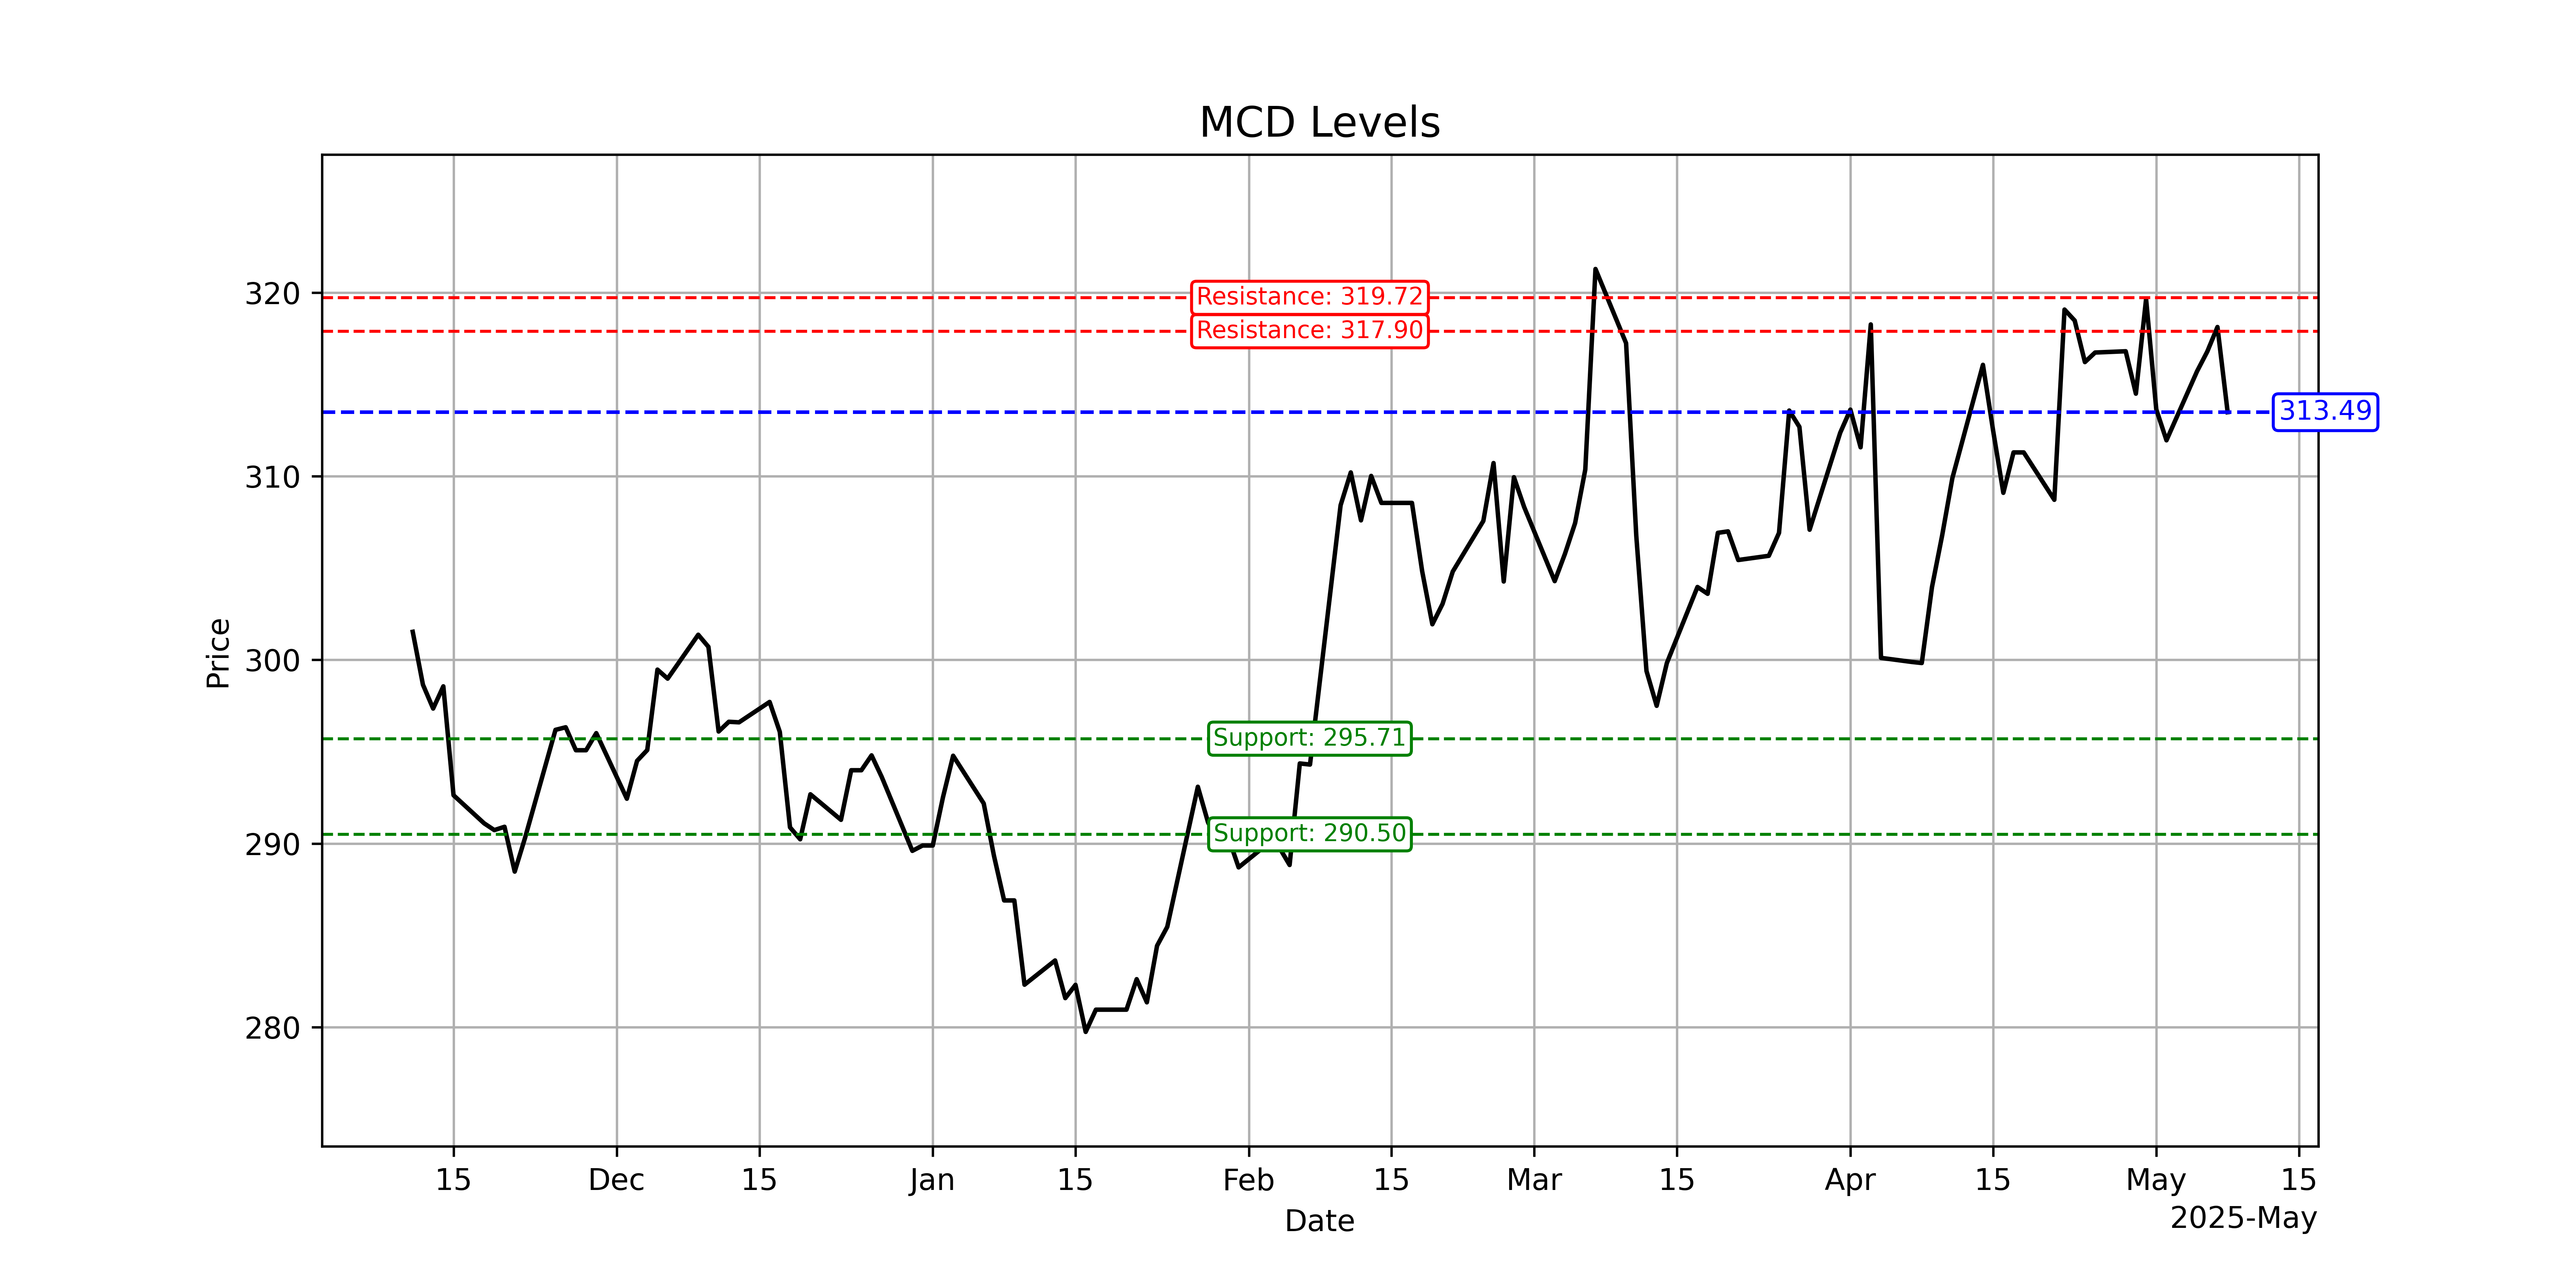 MCD Levels
320
310
300
290
280
Price
Resistance: 319.72
Resistance: 317.90
313.49
Support: 295.71
Support: 290.50
15 Dec 15 Jan 15 Feb 15 Mar 15 Apr 15 May 15
2025-May
Date